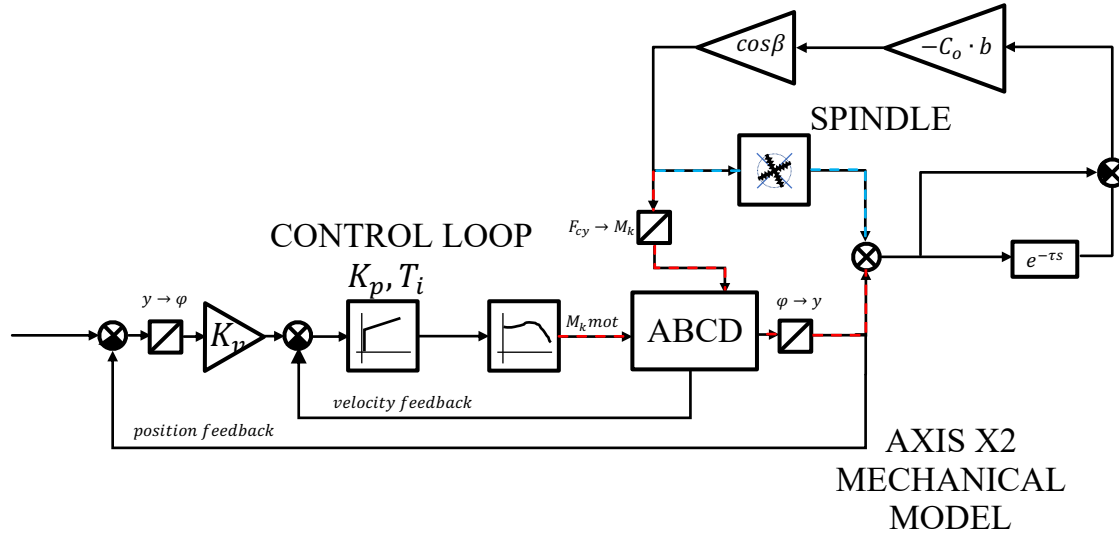 cosβ
−C_o · b
SPINDLE
F_cy → M_k
e^−τs
CONTROL LOOP
K_p, T_i
y → φ
K_v
M_k mot
ABCD
φ → y
velocity feedback
position feedback
AXIS X2
MECHANICAL
MODEL